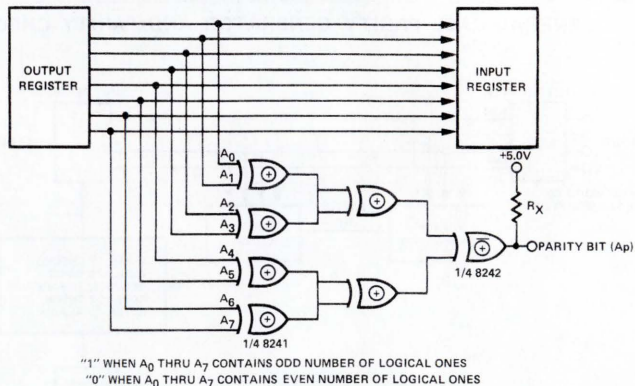 OUTPUT
REGISTER
INPUT
REGISTER
+5.0V
RX
A0
A1
A2
A3
A4
A5
A6
A7
PARITY BIT (Ap)
1/4 8242
1/4 8241
"1" WHEN A0 THRU A7 CONTAINS ODD NUMBER OF LOGICAL ONES
"0" WHEN A0 THRU A7 CONTAINS EVEN NUMBER OF LOGICAL ONES